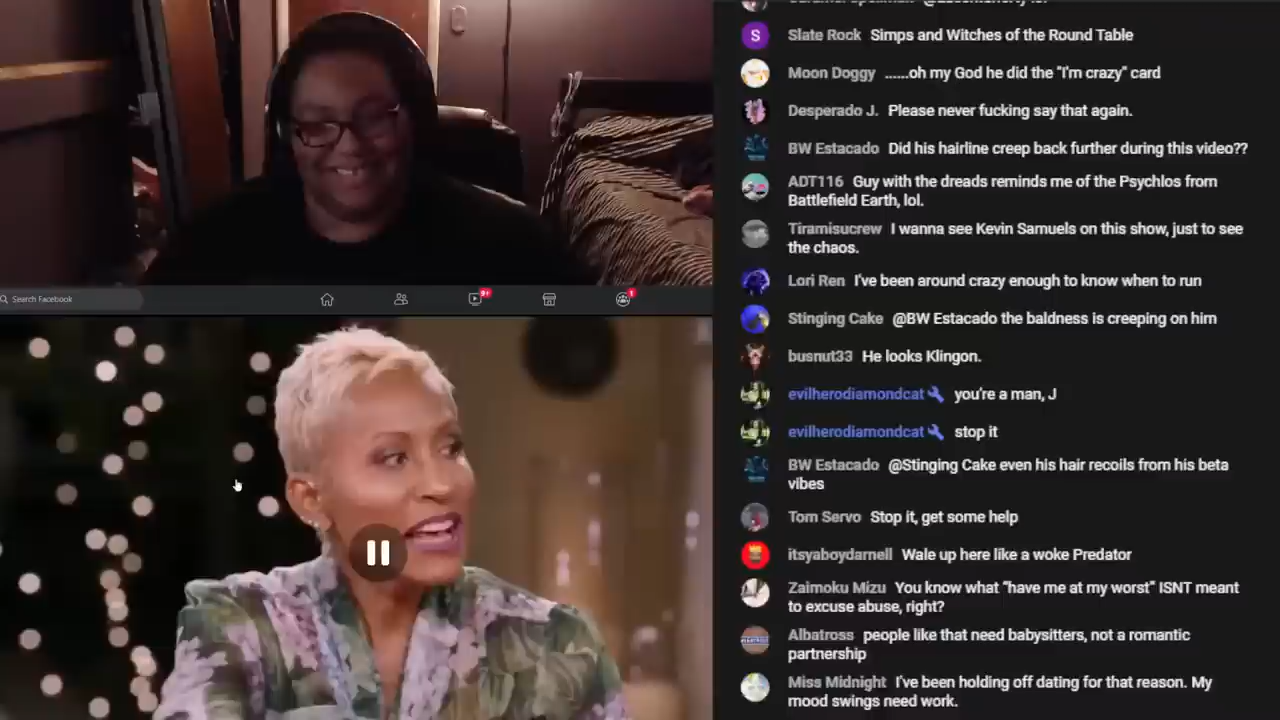 S Slate Rock Simps and Witches of the Round Table
Moon Doggy ......oh my God he did the "I'm crazy" card
Desperado J. Please never fucking say that again.
BW Estacado Did his hairline creep back further during this video??
ADT116 Guy with the dreads reminds me of the Psychlos from
Battlefield Earth, lol.
Tiramisucrew I wanna see Kevin Samuels on this show, just to see
the chaos.
Lori Ren I've been around crazy enough to know when to run
Stinging Cake @BW Estacado the baldness is creeping on him
busnut33 He looks Klingon.
evilherodiamondcat you're a man, J
evilherodiamondcat stop it
BW Estacado @Stinging Cake even his hair recoils from his beta
vibes
Tom Servo Stop it, get some help
itsyaboydarnell Wale up here like a woke Predator
Zaimoku Mizu You know what "have me at my worst" ISNT meant
to excuse abuse, right?
Albatross people like that need babysitters, not a romantic
partnership
Miss Midnight I've been holding off dating for that reason. My
mood swings need work.
Search Facebook
9+
1